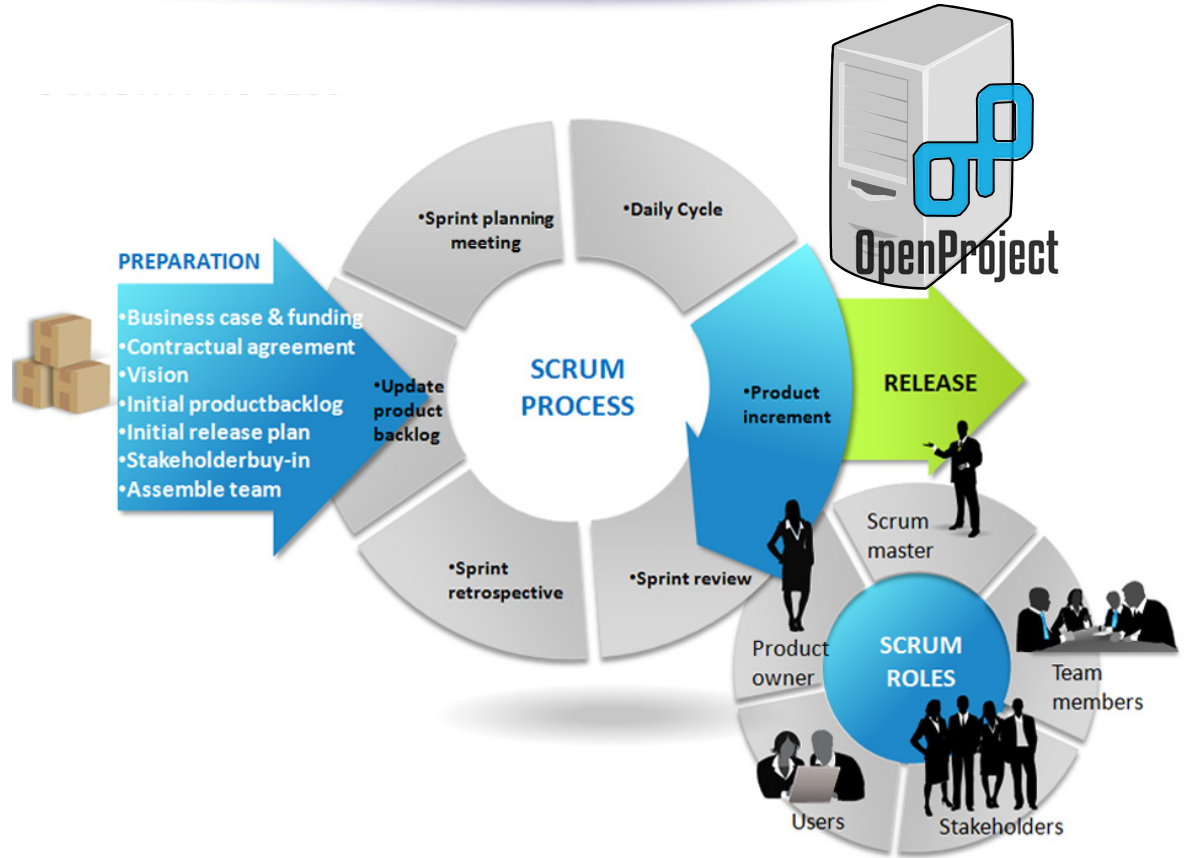 OpenProject
PREPARATION
•Business case & funding
•Contractual agreement
•Vision
•Initial productbacklog
•Initial release plan
•Stakeholderbuy-in
•Assemble team
•Sprint planning
meeting
•Daily Cycle
•Update
product
backlog
SCRUM
PROCESS
•Product
increment
RELEASE
•Sprint
retrospective
•Sprint review
Scrum
master
Product
owner
SCRUM
ROLES
Team
members
Users
Stakeholders